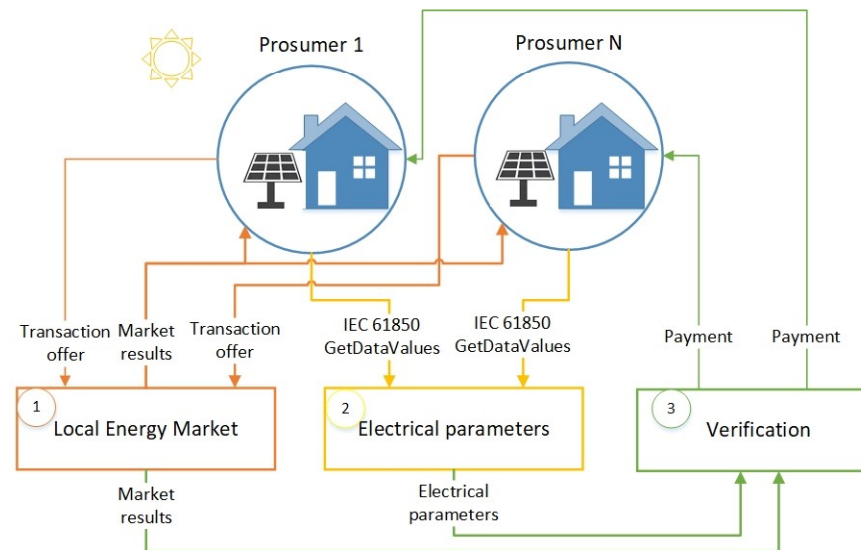 Prosumer 1
Prosumer N
Transaction
offer
Market
results
Transaction
offer
IEC 61850
GetDataValues
IEC 61850
GetDataValues
Payment
Payment
1
Local Energy Market
2
Electrical parameters
3
Verification
Market
results
Electrical
parameters